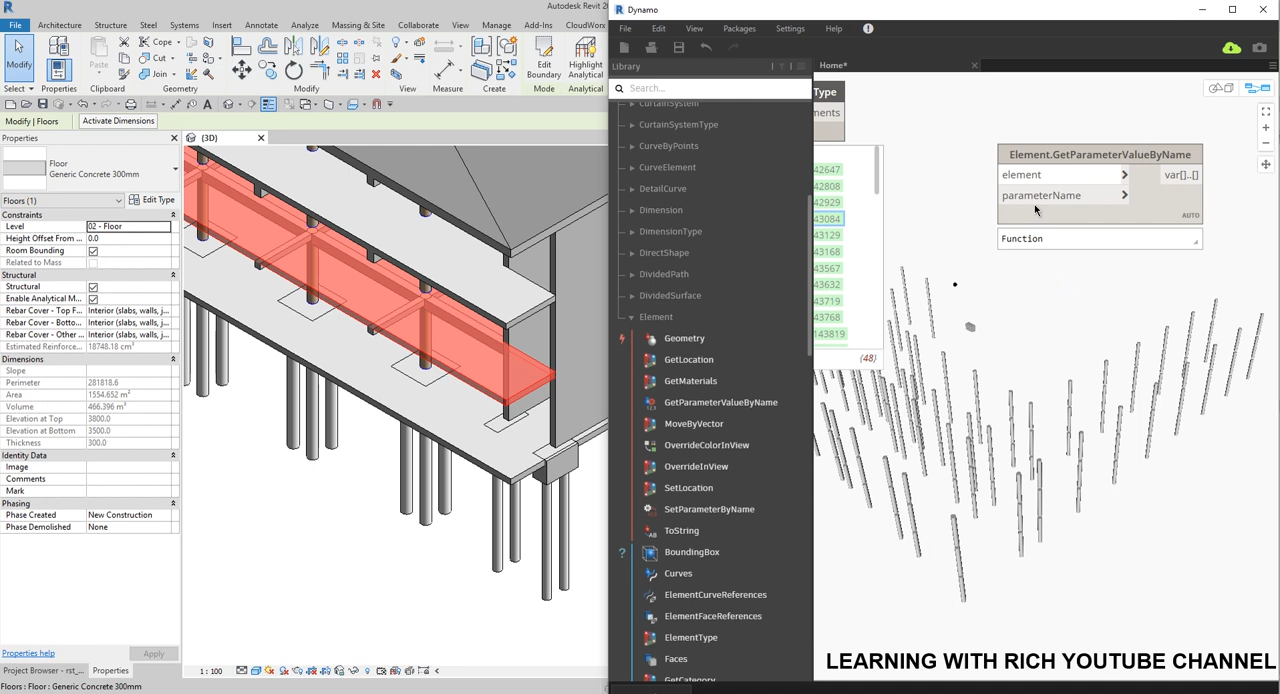 Autodesk Revit 20
File Architecture Structure Steel Systems Insert Annotate Analyze Massing & Site Collaborate View Manage Add-Ins CloudWorx
Modify
Paste
Cope
Cut
Join
Edit Boundary
Highlight Analytical
Select Properties Clipboard Geometry Modify View Measure Create Mode Analytical
Modify | Floors Activate Dimensions
Properties
(3D)
Floor
Generic Concrete 300mm
Floors (1) Edit Type
Constraints
Level 02 - Floor
Height Offset From ... 0.0
Room Bounding
Related to Mass
Structural
Structural
Enable Analytical M...
Rebar Cover - Top F... Interior (slabs, walls, j...
Rebar Cover - Botto... Interior (slabs, walls, j...
Rebar Cover - Other ... Interior (slabs, walls, j...
Estimated Reinforce... 18748.18 cm³
Dimensions
Slope
Perimeter 281818.6
Area 1554.652 m²
Volume 466.396 m³
Elevation at Top 3800.0
Elevation at Bottom 3500.0
Thickness 300.0
Identity Data
Image
Comments
Mark
Phasing
Phase Created New Construction
Phase Demolished None
Properties help Apply
Project Browser - rst_... Properties
1 : 100
Floors : Floor : Generic Concrete 300mm
Dynamo
File Edit View Packages Settings Help
Library
Search...
CurtainSystem
CurtainSystemType
CurveByPoints
CurveElement
DetailCurve
Dimension
DimensionType
DirectShape
DividedPath
DividedSurface
Element
Geometry
GetLocation
GetMaterials
GetParameterValueByName
MoveByVector
OverrideColorInView
OverrideInView
SetLocation
SetParameterByName
ToString
BoundingBox
Curves
ElementCurveReferences
ElementFaceReferences
ElementType
Faces
GetCategory
Home*
Type
ments
42647
42808
42929
43084
43129
43168
43567
43632
43719
43768
143819
(48)
Element.GetParameterValueByName
element var[]..[]
parameterName
AUTO
Function
LEARNING WITH RICH YOUTUBE CHANNEL